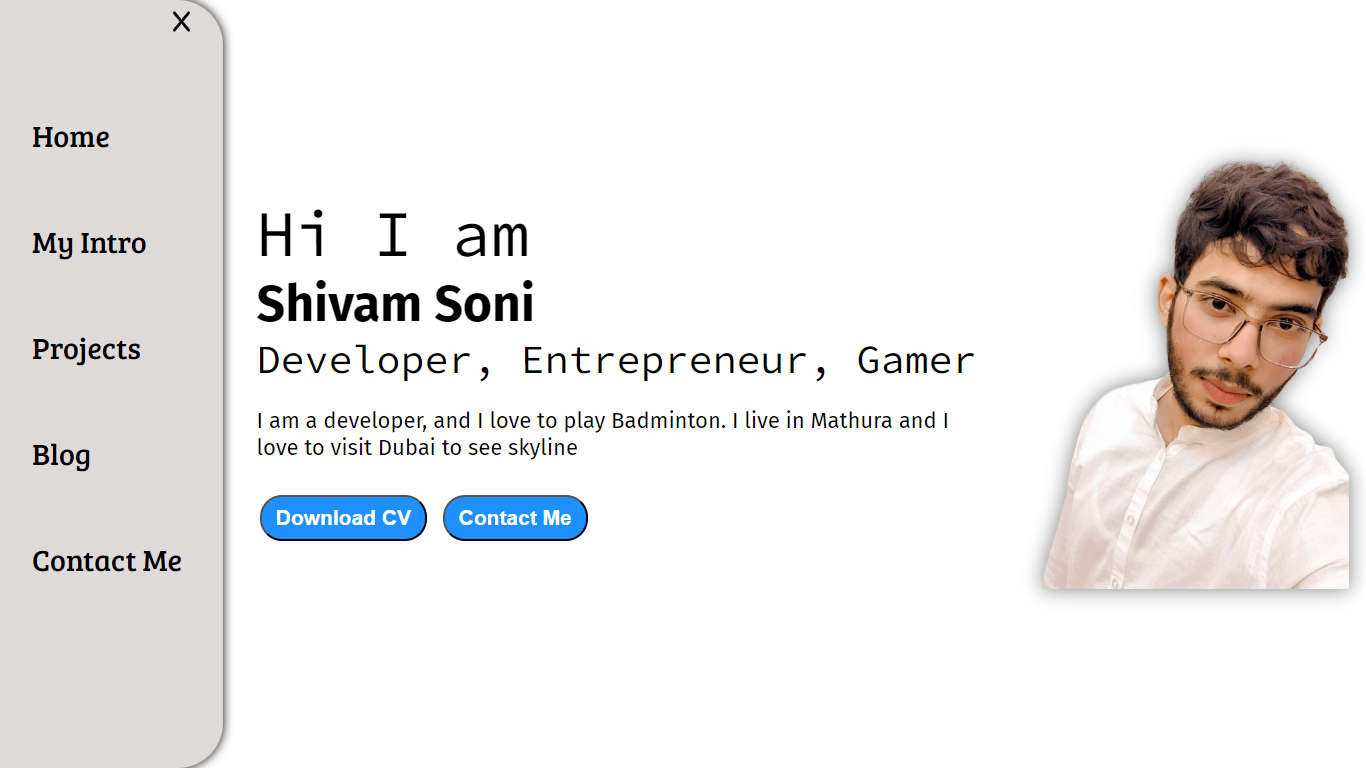 X
Home
My Intro
Projects
Blog
Contact Me
Hi I am
Shivam Soni
Developer, Entrepreneur, Gamer
I am a developer, and I love to play Badminton. I live in Mathura and I
love to visit Dubai to see skyline
Download CV
Contact Me